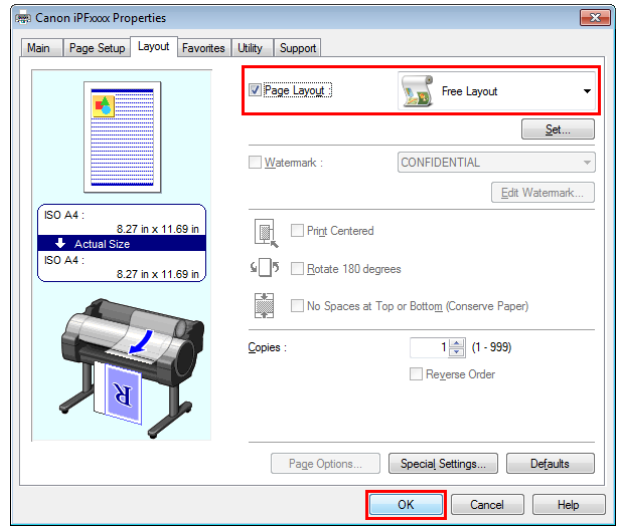 Canon iPFxxxx Properties
Main Page Setup Layout Favorites Utility Support
Page Layout :
Free Layout
Set...
Watermark :
CONFIDENTIAL
Edit Watermark...
ISO A4 :
8.27 in x 11.69 in
Actual Size
ISO A4 :
8.27 in x 11.69 in
Print Centered
Rotate 180 degrees
No Spaces at Top or Bottom (Conserve Paper)
Copies :
1 (1 - 999)
Reverse Order
R
Page Options... Special Settings... Defaults
OK Cancel Help